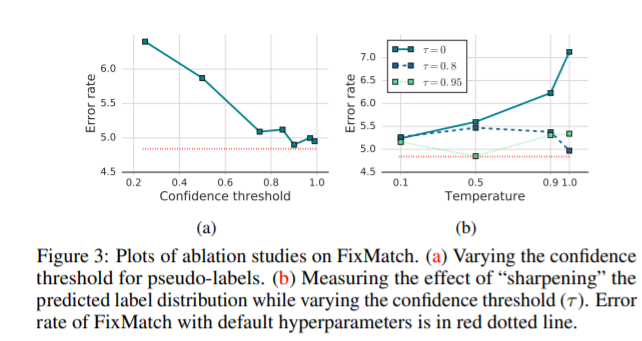 6.0
5.5
5.0
4.5
Error rate
0.2 0.4 0.6 0.8 1.0
Confidence threshold
(a)
τ=0
τ=0.8
τ=0.95
7.0
6.5
6.0
5.5
5.0
4.5
Error rate
0.1 0.5 0.9 1.0
Temperature
(b)
Figure 3: Plots of ablation studies on FixMatch. (a) Varying the confidence
threshold for pseudo-labels. (b) Measuring the effect of “sharpening” the
predicted label distribution while varying the confidence threshold (τ). Error
rate of FixMatch with default hyperparameters is in red dotted line.